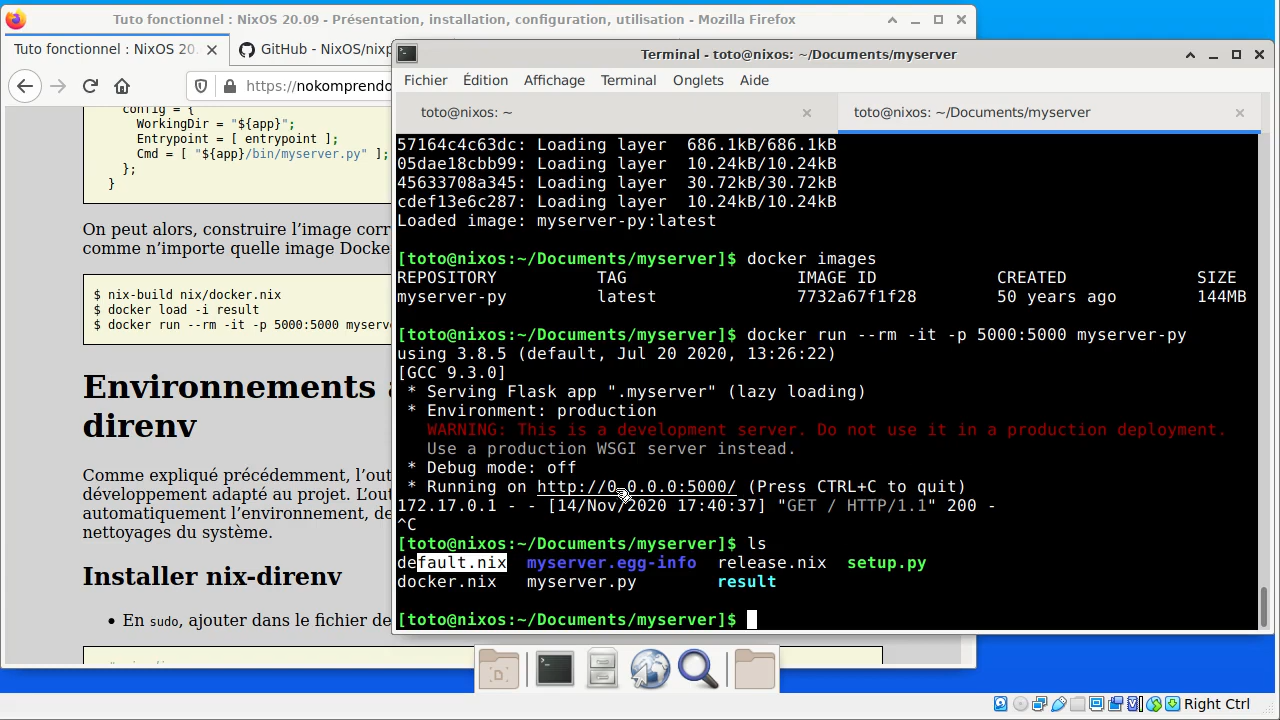 Tuto fonctionnel : NixOS 20.09 - Présentation, installation, configuration, utilisation - Mozilla Firefox
Tuto fonctionnel : NixOS 20.
GitHub - NixOS/nixp
https://nokomprendo
config = {
WorkingDir = "${app}";
Entrypoint = [ entrypoint ];
Cmd = [ "${app}/bin/myserver.py" ];
};
}
On peut alors, construire l'image corr
comme n'importe quelle image Docke
$ nix-build nix/docker.nix
$ docker load -i result
$ docker run --rm -it -p 5000:5000 myserv
Environnements
direnv
Comme expliqué précédemment, l'out
développement adapté au projet. L'out
automatiquement l'environnement, de
nettoyages du système.
Installer nix-direnv
• En sudo, ajouter dans le fichier de
Terminal - toto@nixos: ~/Documents/myserver
Fichier Édition Affichage Terminal Onglets Aide
toto@nixos: ~
toto@nixos: ~/Documents/myserver
57164c4c63dc: Loading layer  686.1kB/686.1kB
05dae18cbb99: Loading layer  10.24kB/10.24kB
45633708a345: Loading layer  30.72kB/30.72kB
cdef13e6c287: Loading layer  10.24kB/10.24kB
Loaded image: myserver-py:latest
[toto@nixos:~/Documents/myserver]$ docker images
REPOSITORY TAG IMAGE ID CREATED SIZE
myserver-py latest 7732a67f1f28 50 years ago 144MB
[toto@nixos:~/Documents/myserver]$ docker run --rm -it -p 5000:5000 myserver-py
using 3.8.5 (default, Jul 20 2020, 13:26:22)
[GCC 9.3.0]
* Serving Flask app ".myserver" (lazy loading)
* Environment: production
WARNING: This is a development server. Do not use it in a production deployment.
Use a production WSGI server instead.
* Debug mode: off
* Running on http://0.0.0.0:5000/ (Press CTRL+C to quit)
172.17.0.1 - - [14/Nov/2020 17:40:37] "GET / HTTP/1.1" 200 -
^C
[toto@nixos:~/Documents/myserver]$ ls
default.nix myserver.egg-info release.nix setup.py
docker.nix myserver.py result
[toto@nixos:~/Documents/myserver]$
Right Ctrl